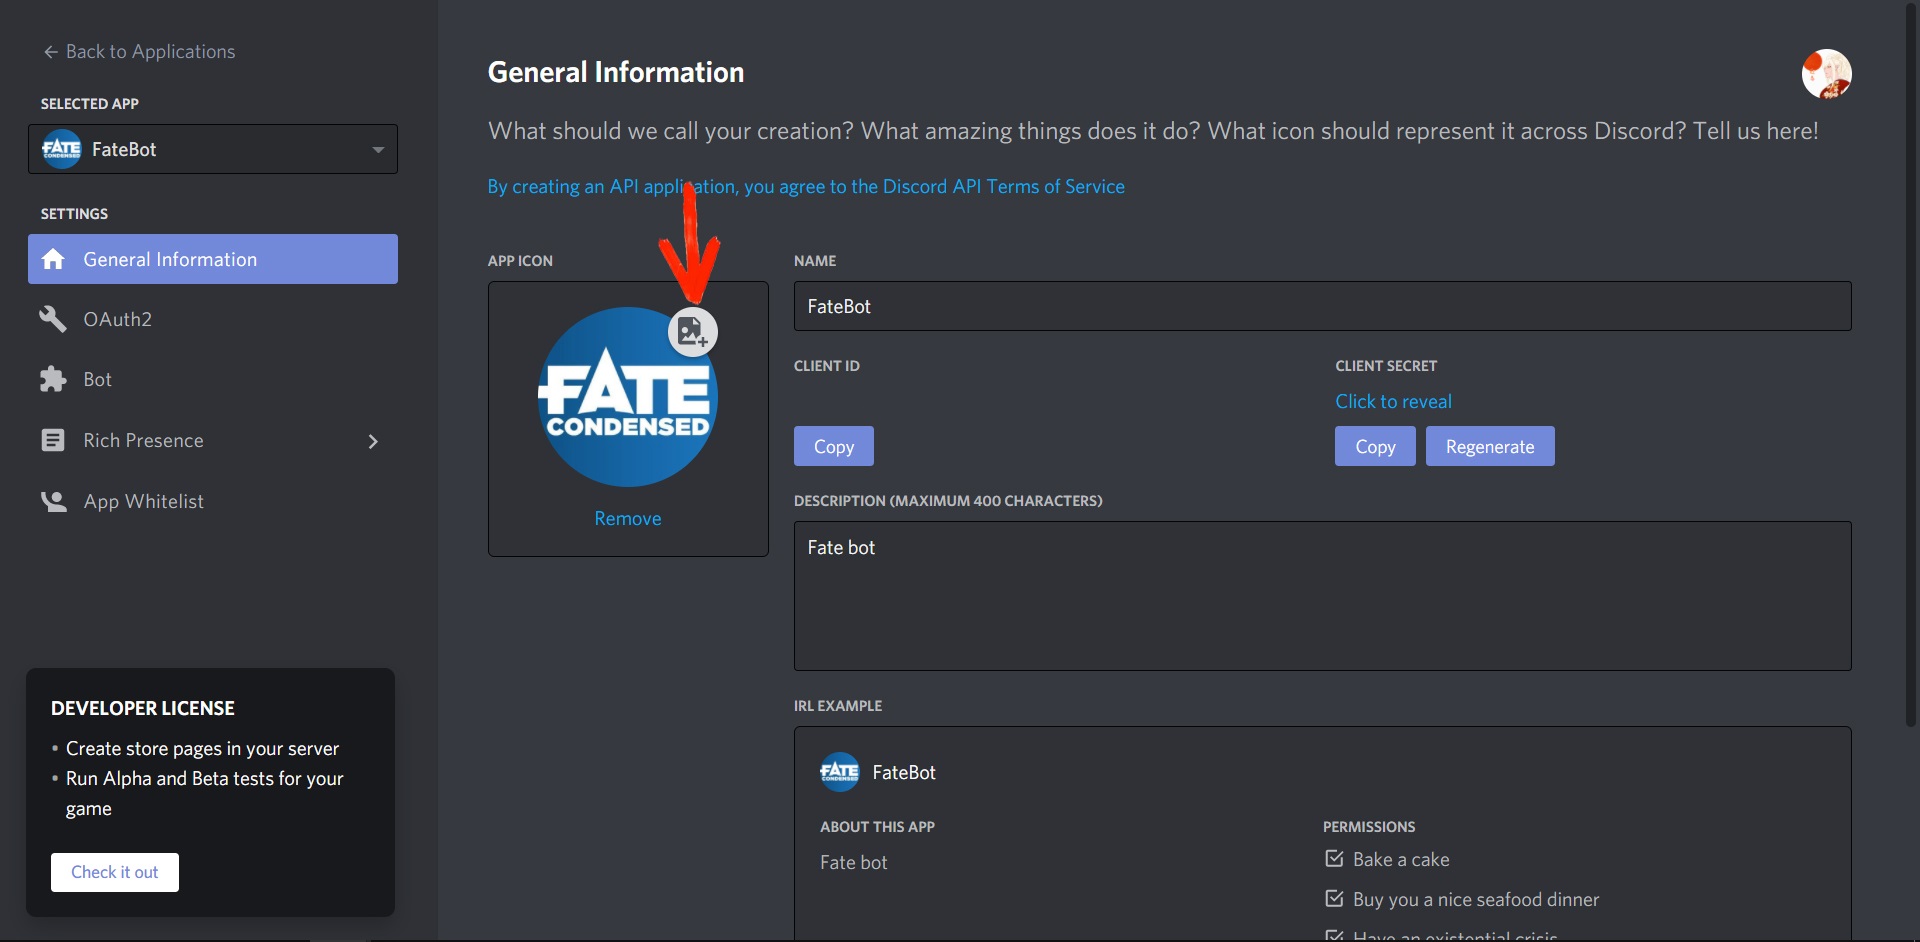 Back to Applications
SELECTED APP
FATE
CONDENSED
FateBot
SETTINGS
General Information
OAuth2
Bot
Rich Presence
App Whitelist
DEVELOPER LICENSE
• Create store pages in your server
• Run Alpha and Beta tests for your
game
Check it out
General Information
What should we call your creation? What amazing things does it do? What icon should represent it across Discord? Tell us here!
By creating an API application, you agree to the Discord API Terms of Service
APP ICON
FATE
CONDENSED
Remove
NAME
FateBot
CLIENT ID
Copy
CLIENT SECRET
Click to reveal
Copy
Regenerate
DESCRIPTION (MAXIMUM 400 CHARACTERS)
Fate bot
IRL EXAMPLE
FATE
CONDENSED
FateBot
ABOUT THIS APP
Fate bot
PERMISSIONS
Bake a cake
Buy you a nice seafood dinner
Have an existential crisis